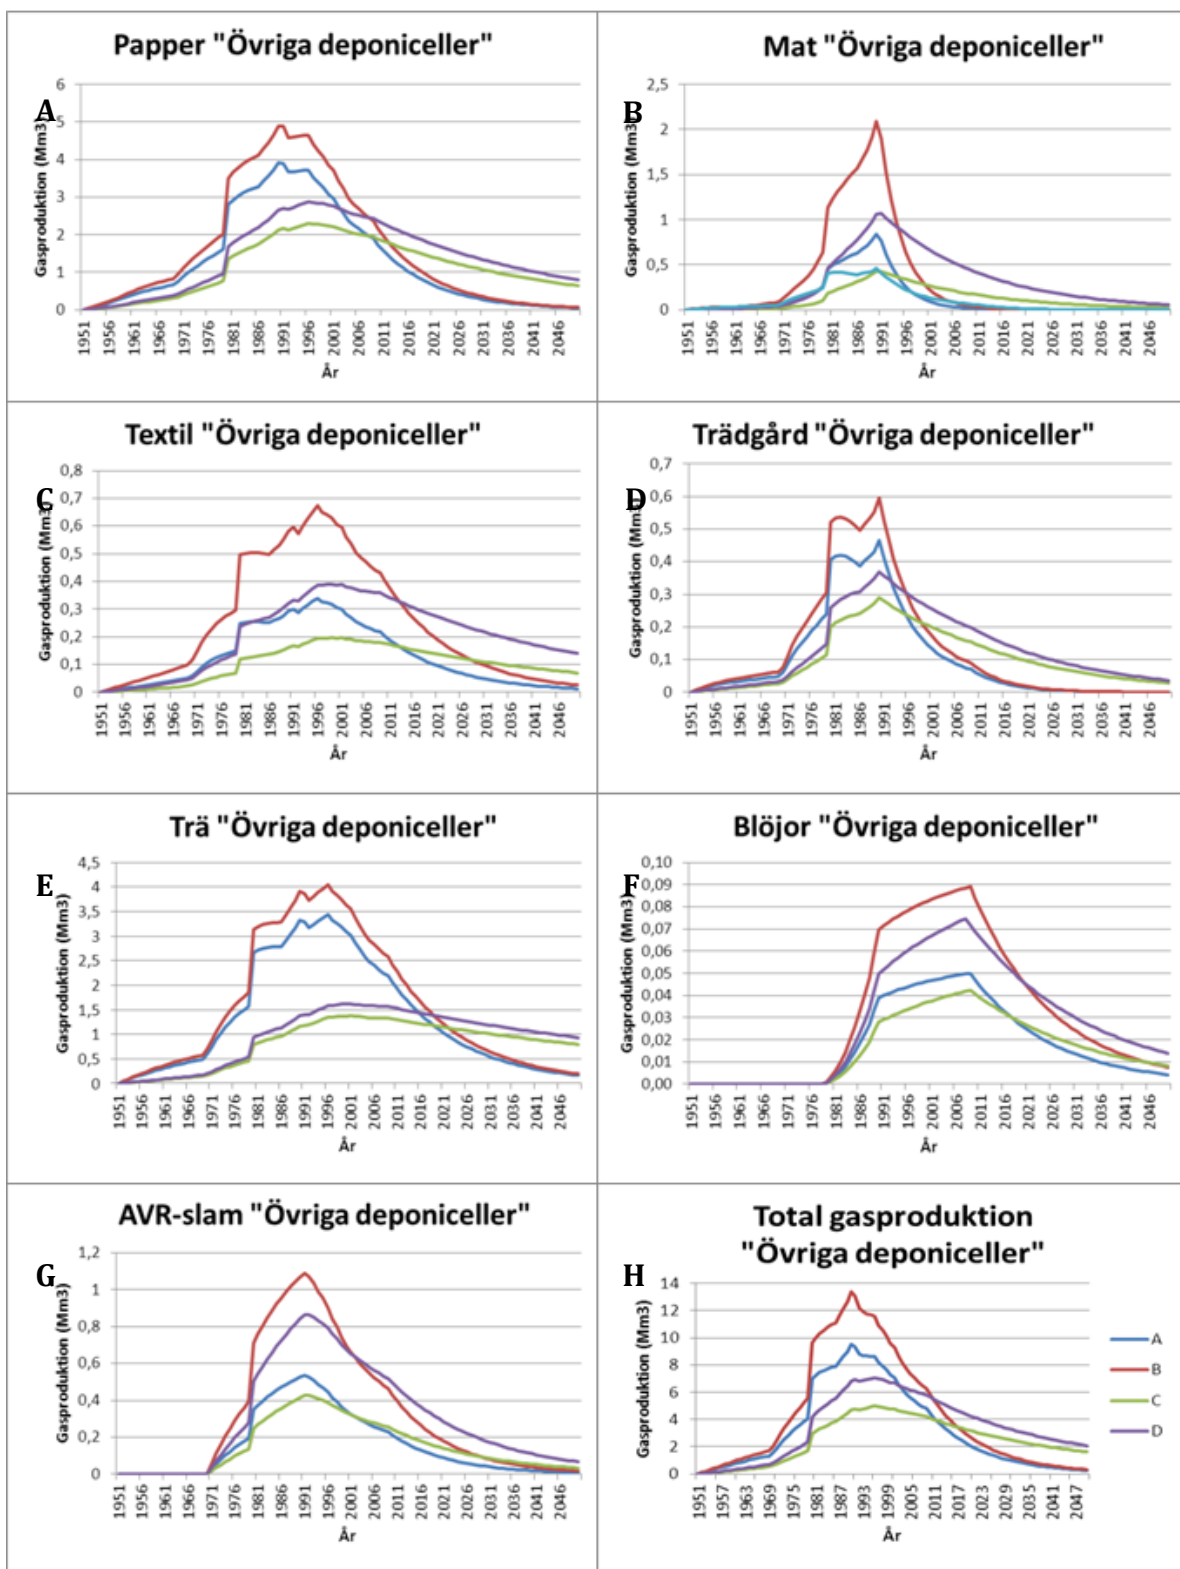 Papper "Övriga deponiceller"
A
Gasproduktion (Mm3)
6
5
4
3
2
1
0
1951 1956 1961 1966 1971 1976 1981 1986 1991 1996 2001 2006 2011 2016 2021 2026 2031 2036 2041 2046
År
Mat "Övriga deponiceller"
B
Gasproduktion (Mm3)
2,5
2
1,5
1
0,5
0
1951 1956 1961 1966 1971 1976 1981 1986 1991 1996 2001 2006 2011 2016 2021 2026 2031 2036 2041 2046
År
Textil "Övriga deponiceller"
C
Gasproduktion (Mm3)
0,8
0,7
0,6
0,5
0,4
0,3
0,2
0,1
0
1951 1956 1961 1966 1971 1976 1981 1986 1991 1996 2001 2006 2011 2016 2021 2026 2031 2036 2041 2046
År
Trädgård "Övriga deponiceller"
D
Gasproduktion (Mm3)
0,7
0,6
0,5
0,4
0,3
0,2
0,1
0
1951 1956 1961 1966 1971 1976 1981 1986 1991 1996 2001 2006 2011 2016 2021 2026 2031 2036 2041 2046
År
Trä "Övriga deponiceller"
E
Gasproduktion (Mm3)
4,5
4
3,5
3
2,5
2
1,5
1
0,5
0
1951 1956 1961 1966 1971 1976 1981 1986 1991 1996 2001 2006 2011 2016 2021 2026 2031 2036 2041 2046
År
Blöjor "Övriga deponiceller"
F
Gasproduktion (Mm3)
0,10
0,09
0,08
0,07
0,06
0,05
0,04
0,03
0,02
0,01
0,00
1951 1956 1961 1966 1971 1976 1981 1986 1991 1996 2001 2006 2011 2016 2021 2026 2031 2036 2041 2046
År
AVR-slam "Övriga deponiceller"
G
Gasproduktion (Mm3)
1,2
1
0,8
0,6
0,4
0,2
0
1951 1956 1961 1966 1971 1976 1981 1986 1991 1996 2001 2006 2011 2016 2021 2026 2031 2036 2041 2046
År
Total gasproduktion
"Övriga deponiceller"
H
Gasproduktion (Mm3)
14
12
10
8
6
4
2
0
1951 1957 1963 1969 1975 1981 1987 1993 1999 2005 2011 2017 2023 2029 2035 2041 2047
År
A
B
C
D